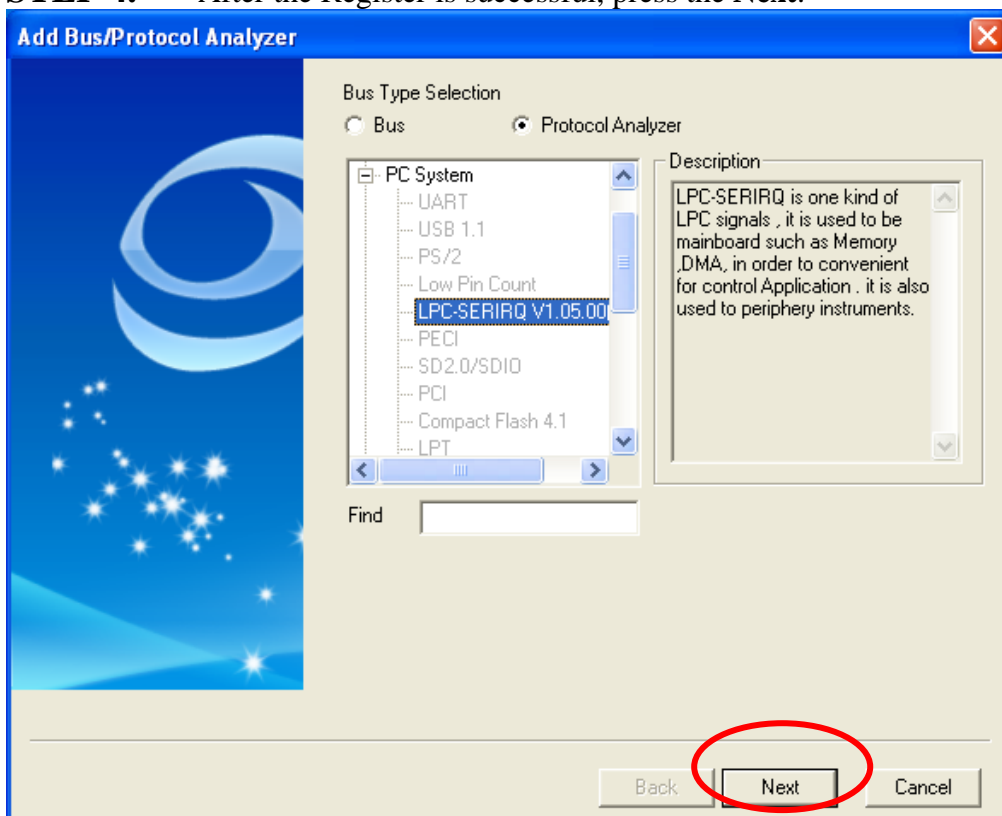 STEP 4. After the Register is successful, press the Next.
Add Bus/Protocol Analyzer
Bus Type Selection
Bus
Protocol Analyzer
PC System
UART
USB 1.1
PS/2
Low Pin Count
LPC-SERIRQ V1.05.00
PECI
SD2.0/SDIO
PCI
Compact Flash 4.1
LPT
Description
LPC-SERIRQ is one kind of
LPC signals , it is used to be
mainboard such as Memory
,DMA, in order to convenient
for control Application . it is also
used to periphery instruments.
Find
Back
Next
Cancel